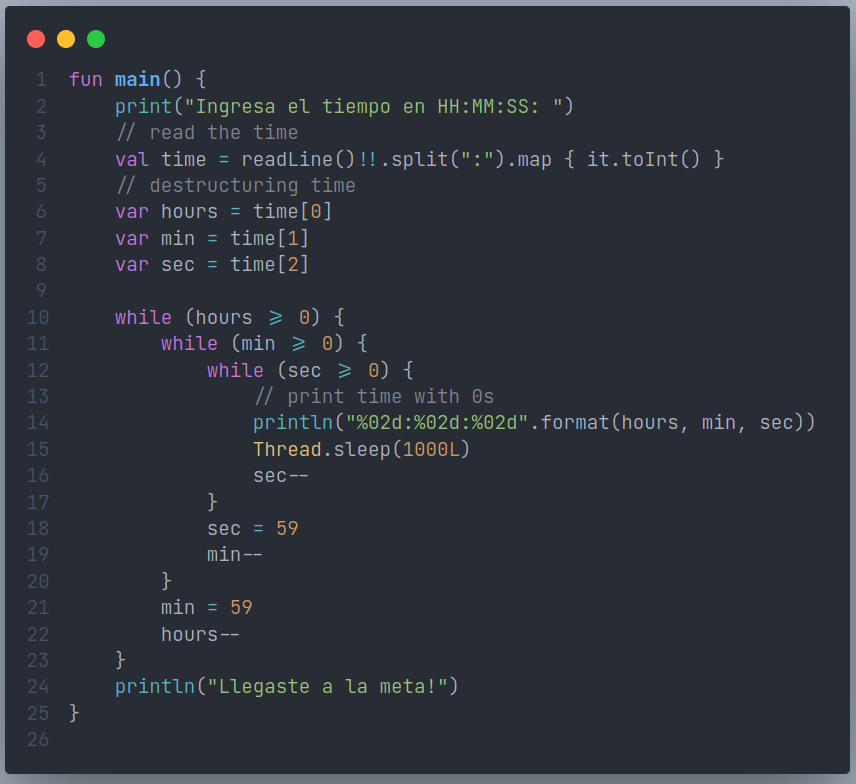 1 fun main() {
2     print("Ingresa el tiempo en HH:MM:SS: ")
3     // read the time
4     val time = readLine()!!.split(":").map { it.toInt() }
5     // destructuring time
6     var hours = time[0]
7     var min = time[1]
8     var sec = time[2]
9
10     while (hours >= 0) {
11         while (min >= 0) {
12             while (sec >= 0) {
13                 // print time with 0s
14                 println("%02d:%02d:%02d".format(hours, min, sec))
15                 Thread.sleep(1000L)
16                 sec--
17             }
18             sec = 59
19             min--
20         }
21         min = 59
22         hours--
23     }
24     println("Llegaste a la meta!")
25 }
26